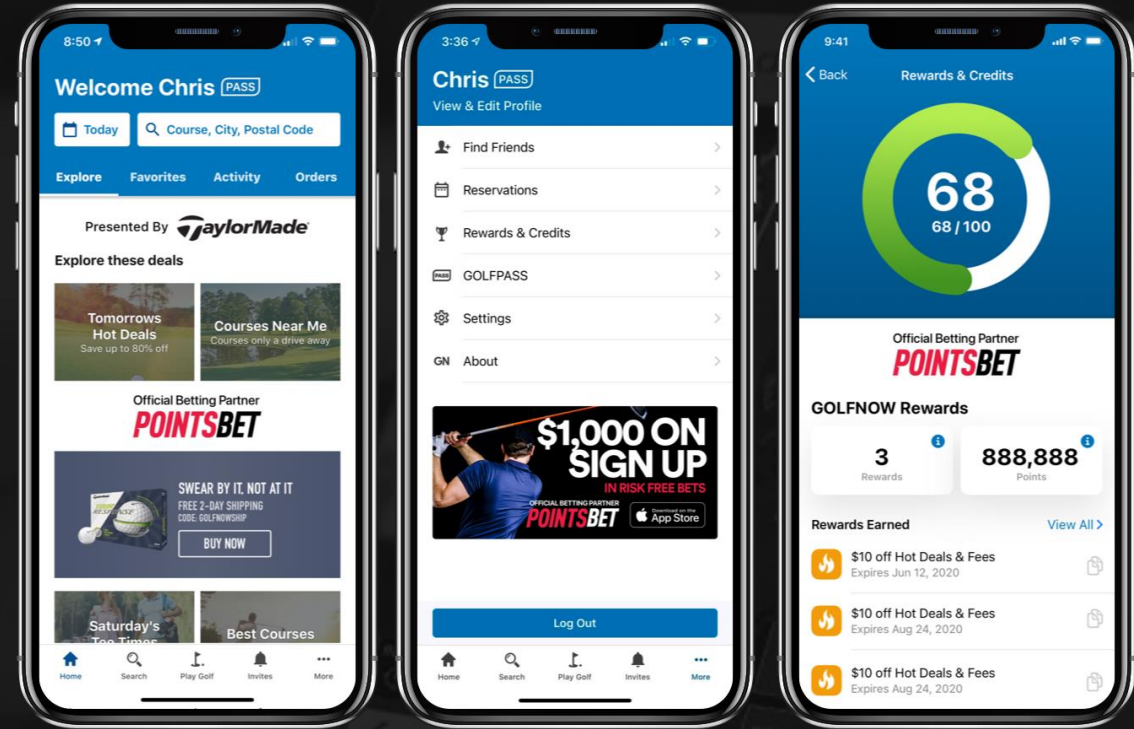 8:50
Welcome Chris PASS
Today
Course, City, Postal Code
Explore Favorites Activity Orders
Presented By TaylorMade
Explore these deals
Tomorrows
Hot Deals
Save up to 80% off
Courses Near Me
Courses only a drive away
Official Betting Partner
POINTSBET
SWEAR BY IT, NOT AT IT
FREE 2-DAY SHIPPING
CODE: GOLFNOWSHIP
BUY NOW
Saturday's
Tee Times
Best Courses
Home Search Play Golf Invites More
3:36
Chris PASS
View & Edit Profile
Find Friends
Reservations
Rewards & Credits
PASS GOLFPASS
Settings
GN About
$1,000 ON
SIGN UP
IN RISK FREE BETS
OFFICIAL BETTING PARTNER
POINTSBET
Download on the
App Store
Log Out
Home Search Play Golf Invites More
9:41
Back
Rewards & Credits
68
68 / 100
Official Betting Partner
POINTSBET
GOLFNOW Rewards
3
Rewards
888,888
Points
Rewards Earned
View All
$10 off Hot Deals & Fees
Expires Jun 12, 2020
$10 off Hot Deals & Fees
Expires Aug 24, 2020
$10 off Hot Deals & Fees
Expires Aug 24, 2020